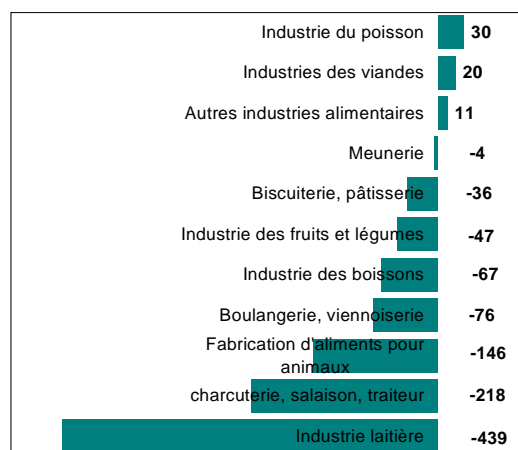 Industrie du poisson 30
Industries des viandes 20
Autres industries alimentaires 11
Meunerie -4
Biscuiterie, pâtisserie -36
Industrie des fruits et légumes -47
Industrie des boissons -67
Boulangerie, viennoiserie -76
Fabrication d'aliments pour
animaux -146
charcuterie, salaison, traiteur -218
Industrie laitière -439